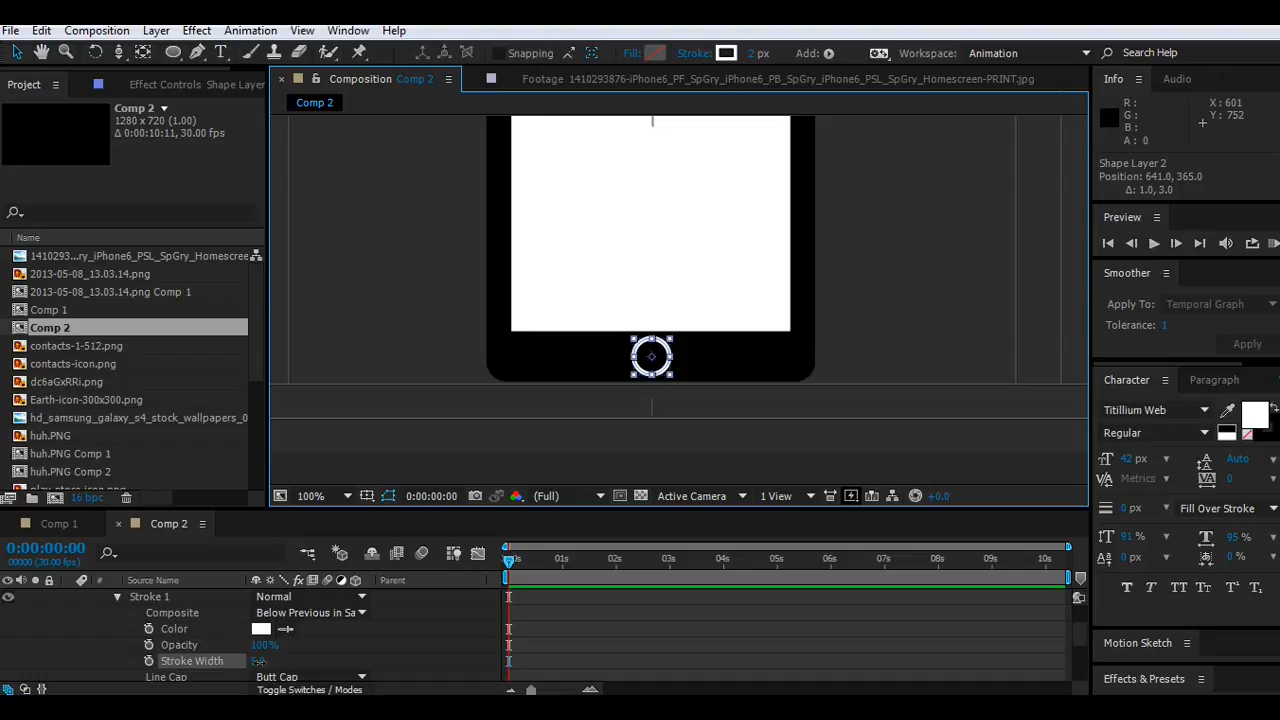 File Edit Composition Layer Effect Animation View Window Help
Snapping Fill: Stroke: 2 px Add: Workspace: Animation Search Help
Project Effect Controls Shape Layer
× Composition Comp 2 Footage 1410293876-iPhone6_PF_SpGry_iPhone6_PB_SpGry_iPhone6_PSL_SpGry_Homescreen-PRINT.jpg
Info Audio
Comp 2
1280 x 720 (1.00)
Δ 0:00:10:11, 30.00 fps
Comp 2
R:
G:
B:
A: 0
X: 601
Y: 752
Shape Layer 2
Position: 641.0, 365.0
Δ: 1.0, 3.0
Preview
Smoother
Apply To: Temporal Graph
Tolerance: 1
Apply
Name
1410293...ry_iPhone6_PSL_SpGry_Homescree
2013-05-08_13.03.14.png
2013-05-08_13.03.14.png Comp 1
Comp 1
Comp 2
contacts-1-512.png
contacts-icon.png
dc6aGxRRi.png
Earth-icon-300x300.png
hd_samsung_galaxy_s4_stock_wallpapers_0
huh.PNG
huh.PNG Comp 1
huh.PNG Comp 2
16 bpc
Character Paragraph
Titillium Web
Regular
42 px Auto
Metrics 0
0 px Fill Over Stroke
91 % 95 %
0 px 0 %
T T TT Tt T¹ T₁
Motion Sketch
Effects & Presets
100% 0:00:00:00 (Full) Active Camera 1 View +0.0
Comp 1 × Comp 2
0:00:00:00
00000 (30.00 fps)
0s 01s 02s 03s 04s 05s 06s 07s 08s 09s 10s
# Source Name Parent
Stroke 1 Normal
Composite Below Previous in Sa
Color
Opacity 100%
Stroke Width
Line Cap Butt Cap
Toggle Switches / Modes